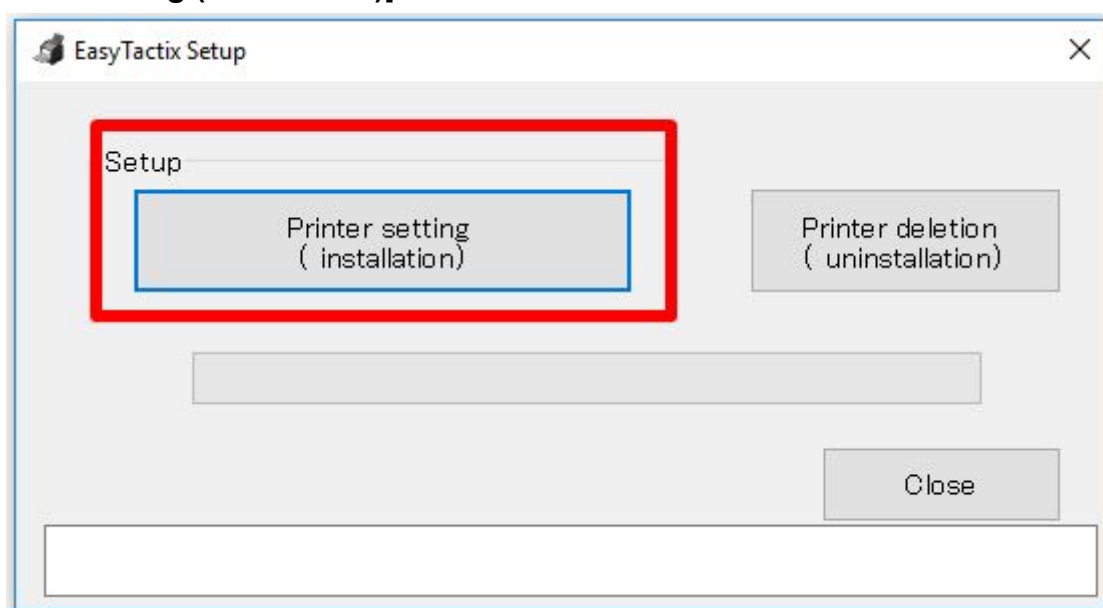 EasyTactix Setup
Setup
Printer setting
( installation)
Printer deletion
( uninstallation)
Close